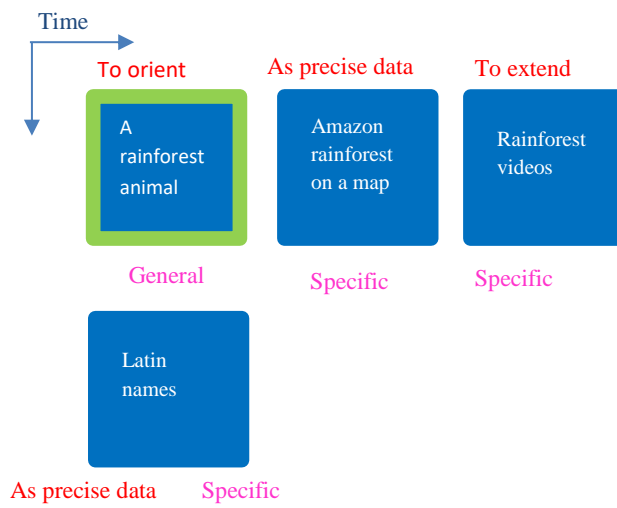 Time
To orient
As precise data
To extend
A
rainforest
animal
Amazon
rainforest
on a map
Rainforest
videos
General
Specific
Specific
Latin
names
As precise data
Specific